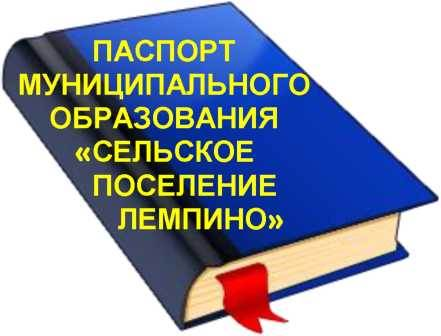 ПАСПОРТ
МУНИЦИПАЛЬНОГО
ОБРАЗОВАНИЯ
«СЕЛЬСКОЕ
ПОСЕЛЕНИЕ
ЛЕМПИНО»